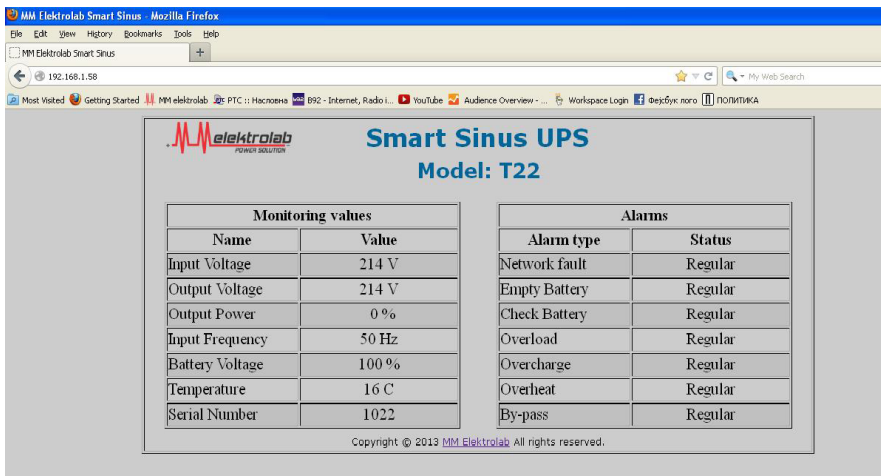 MM Elektrolab Smart Sinus - Mozilla Firefox
File Edit View History Bookmarks Tools Help
MM Elektrolab Smart Sinus +
192.168.1.58 My Web Search
Most Visited Getting Started MM elektrolab PTC :: Насловна B92 - Internet, Radio i... YouTube Audience Overview - ... Workspace Login Фејсбук лого ПОЛИТИКА
elektrolab
POWER SOLUTION
Smart Sinus UPS
Model: T22
Monitoring values
Name Value
Input Voltage 214 V
Output Voltage 214 V
Output Power 0 %
Input Frequency 50 Hz
Battery Voltage 100 %
Temperature 16 C
Serial Number 1022
Alarms
Alarm type Status
Network fault Regular
Empty Battery Regular
Check Battery Regular
Overload Regular
Overcharge Regular
Overheat Regular
By-pass Regular
Copyright © 2013 MM Elektrolab All rights reserved.